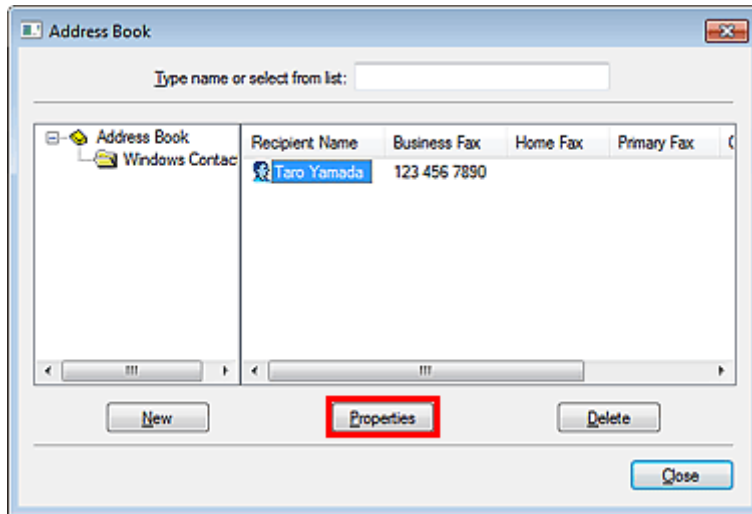 Address Book
Type name or select from list:
Address Book
Windows Contac
Recipient Name Business Fax Home Fax Primary Fax
Taro Yamada 123 456 7890
New Properties Delete
Close